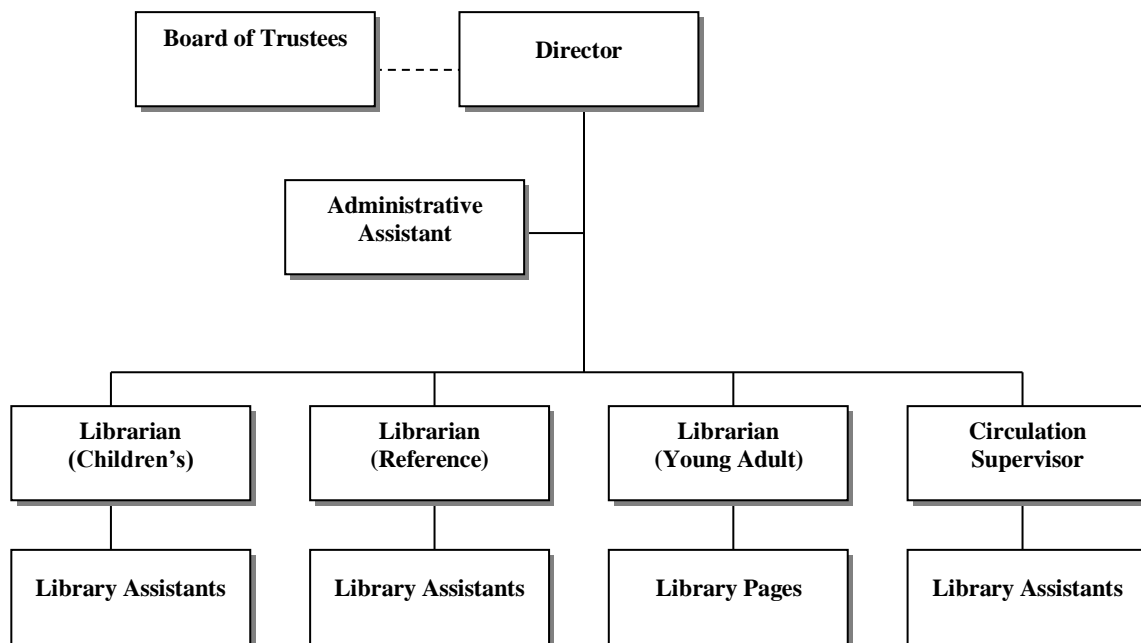 Board of Trustees
Director
Administrative
Assistant
Librarian
(Children’s)
Librarian
(Reference)
Librarian
(Young Adult)
Circulation
Supervisor
Library Assistants
Library Assistants
Library Pages
Library Assistants